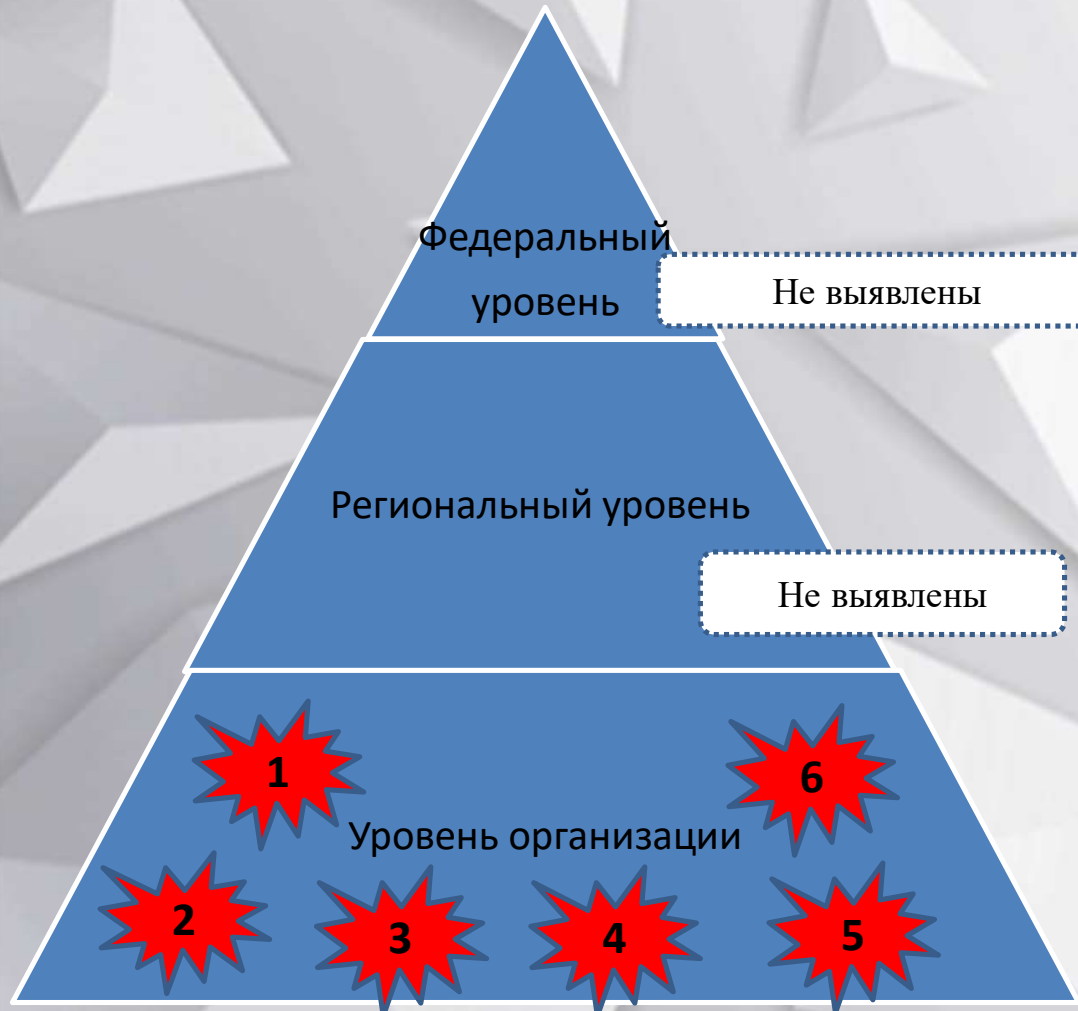 Федеральный
уровень
Не выявлены
Региональный уровень
Не выявлены
1
6
Уровень организации
2
3
4
5